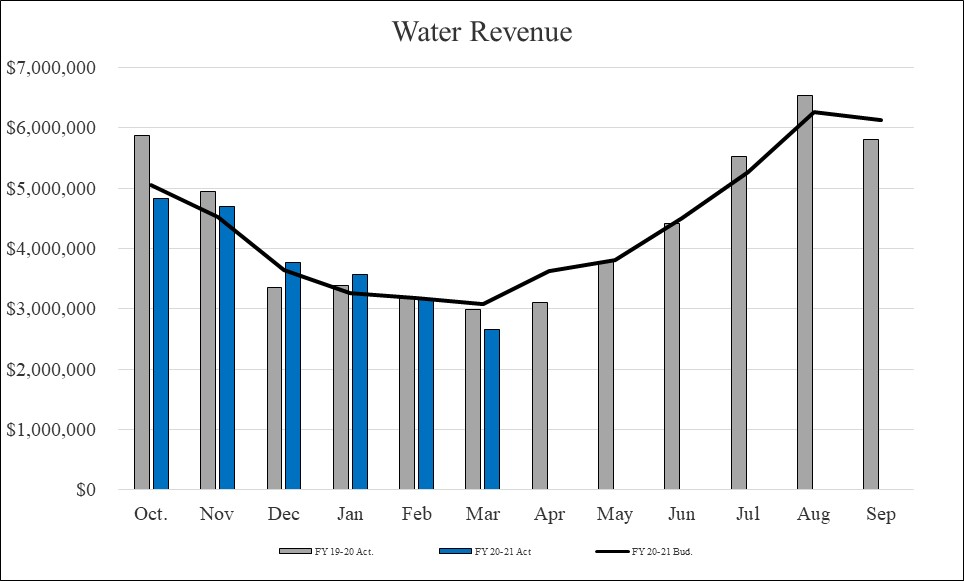 Water Revenue
$7,000,000
$6,000,000
$5,000,000
$4,000,000
$3,000,000
$2,000,000
$1,000,000
$0
Oct. Nov Dec Jan Feb Mar Apr May Jun Jul Aug Sep
FY 19-20 Act. FY 20-21 Act FY 20-21 Bud.